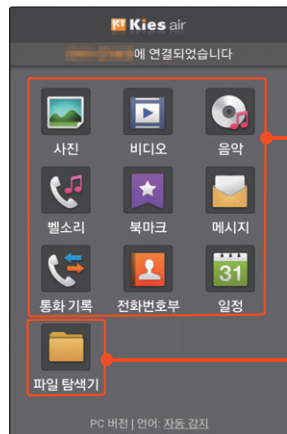 Kies air
에 연결되었습니다
사진 비디오 음악
벨소리 북마크 메시지
31
통화 기록 전화번호부 일정
파일 탐색기
PC 버전 | 언어: 자동 감지